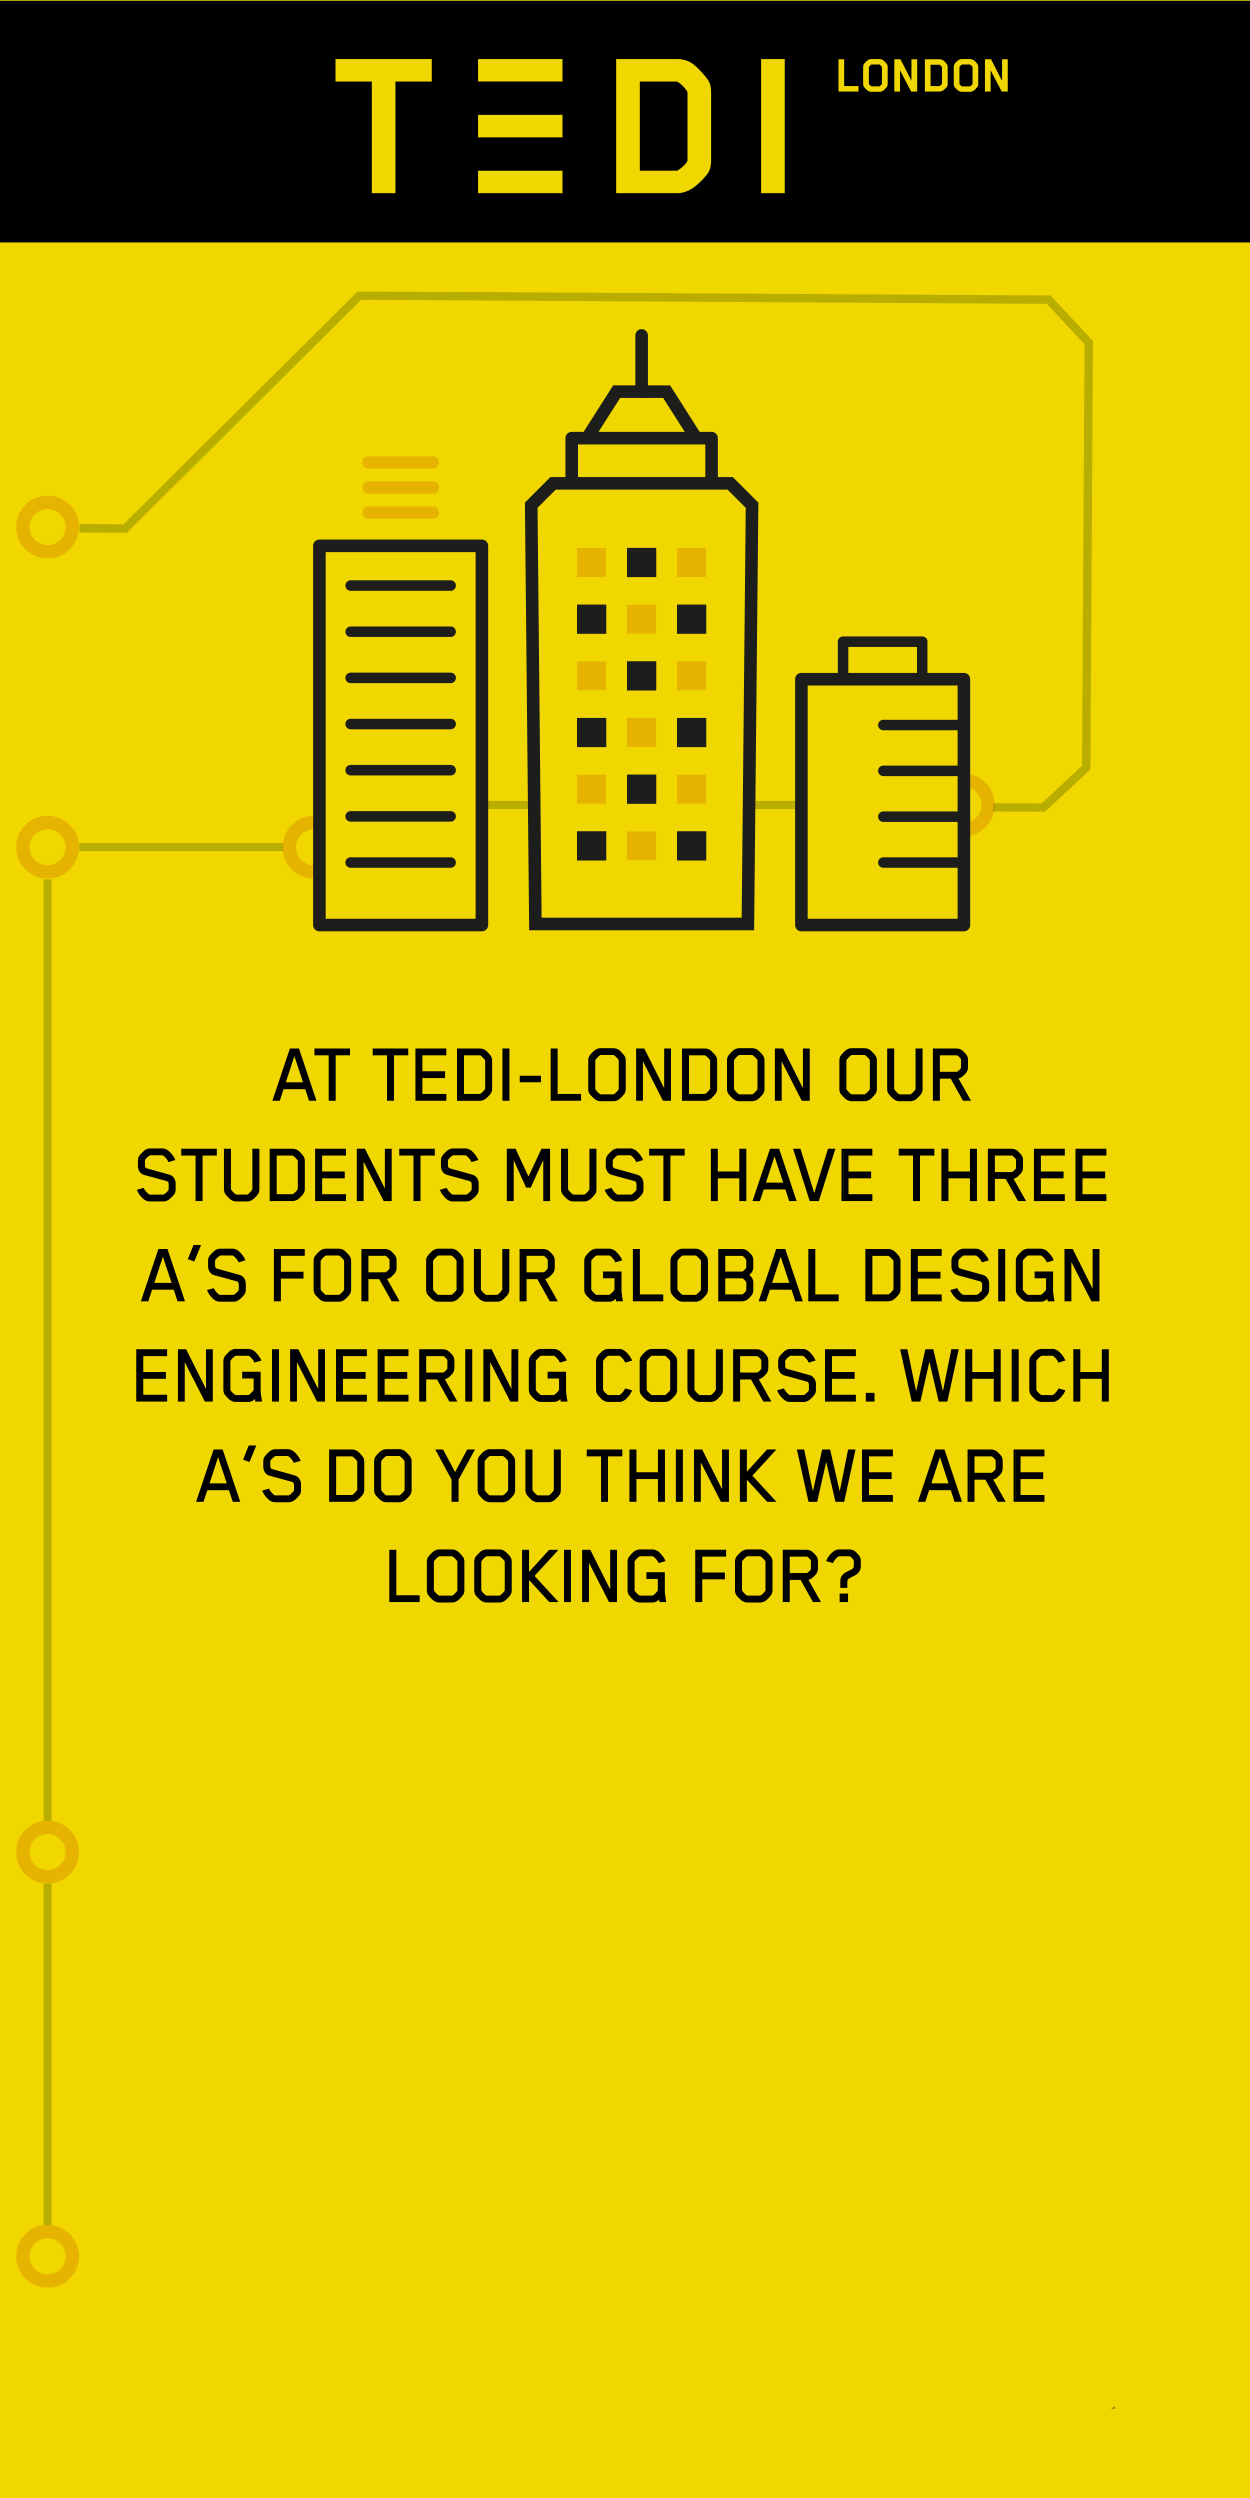 TEDI LONDON
AT TEDI-LONDON OUR
STUDENTS MUST HAVE THREE
A'S FOR OUR GLOBAL DESIGN
ENGINEERING COURSE. WHICH
A'S DO YOU THINK WE ARE
LOOKING FOR?